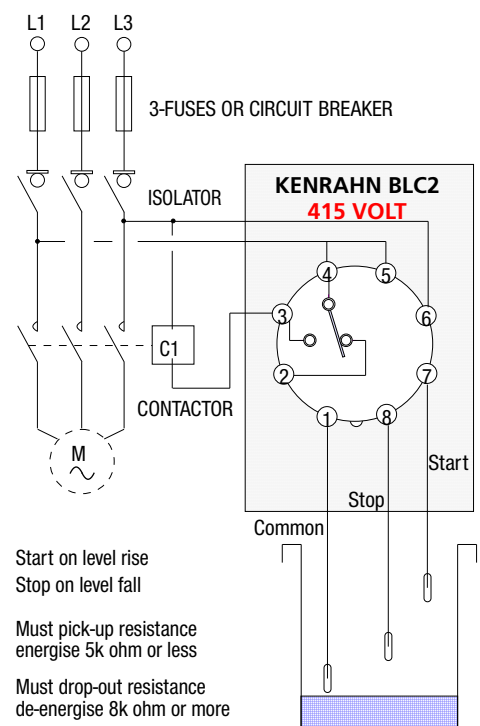 L1 L2 L3
3-FUSES OR CIRCUIT BREAKER
ISOLATOR
KENRAHN BLC2
415 VOLT
4 5
3 6
C1
2 7
CONTACTOR
1 8
M
Start
Stop
Common
Start on level rise
Stop on level fall
Must pick-up resistance
energise 5k ohm or less
Must drop-out resistance
de-energise 8k ohm or more